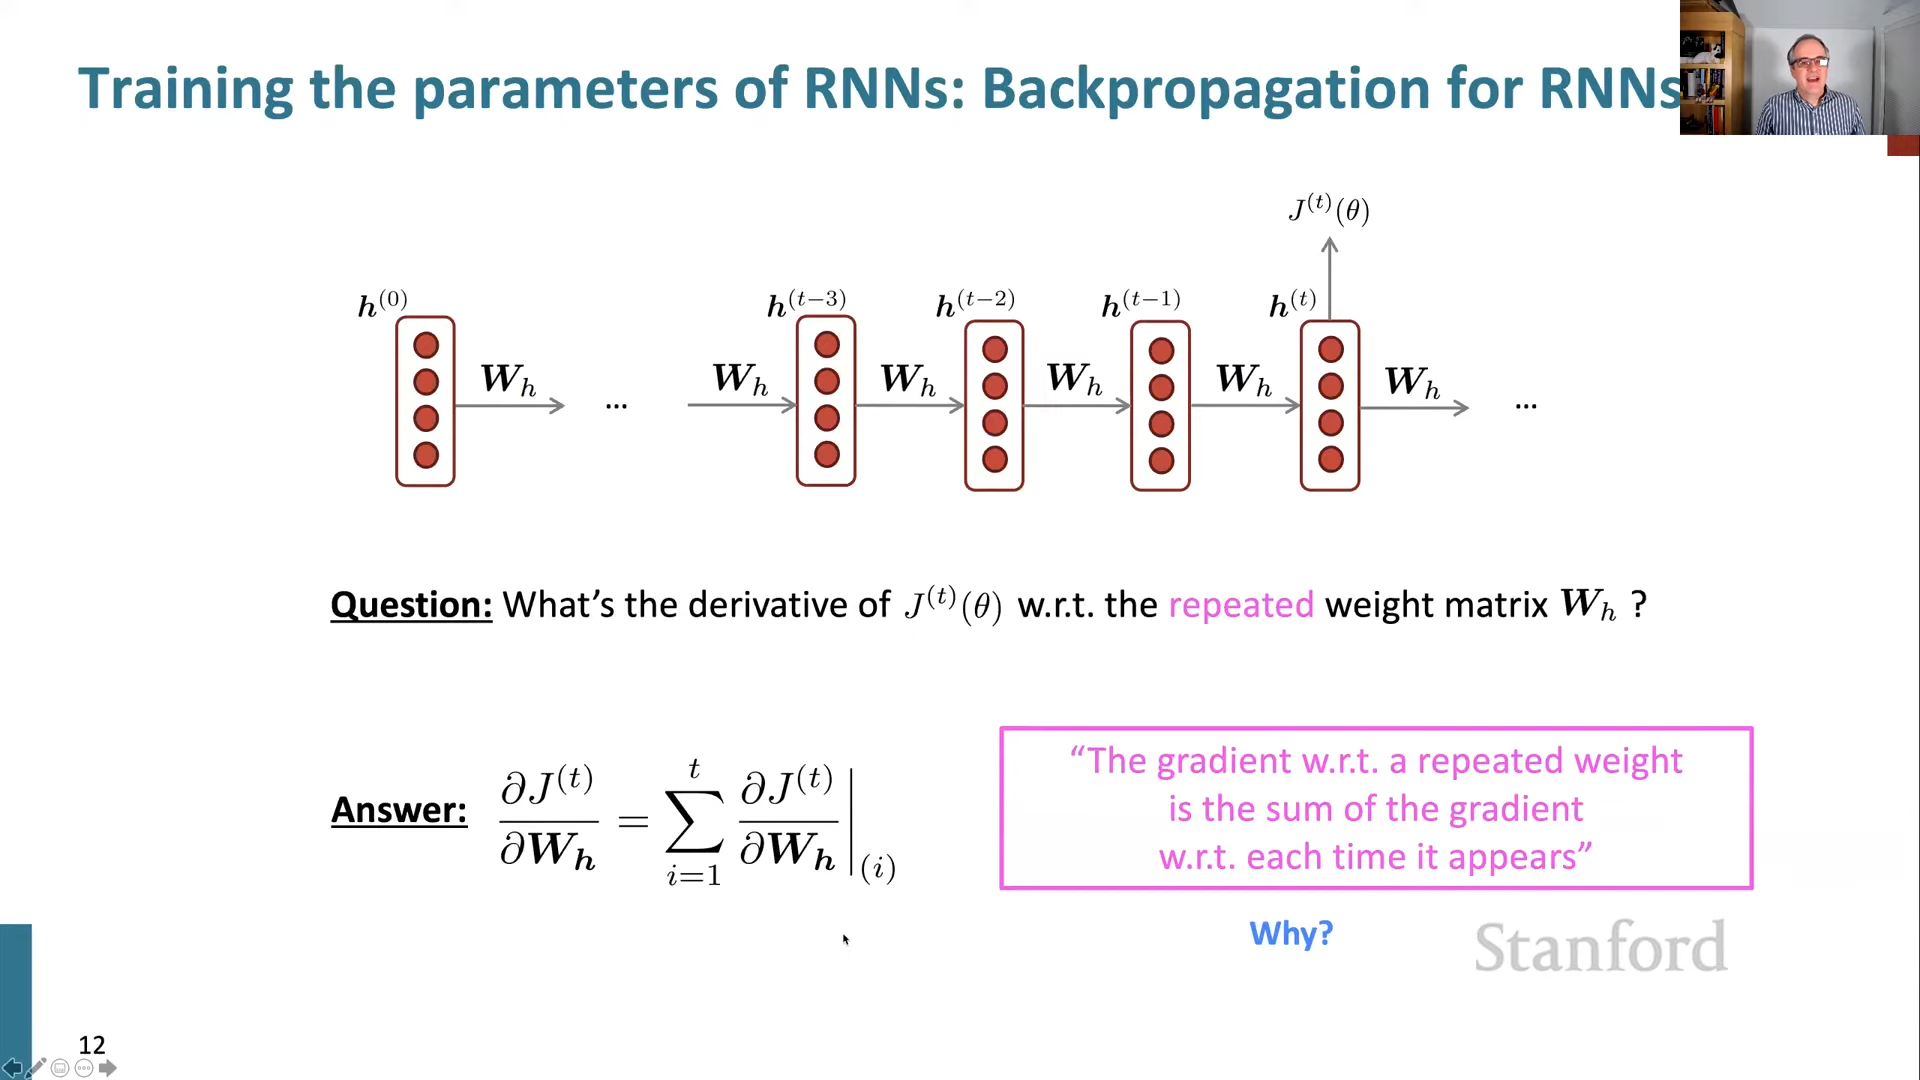 Training the parameters of RNNs: Backpropagation for RNNs
J^{(t)}(θ)
h^{(0)} h^{(t−3)} h^{(t−2)} h^{(t−1)} h^{(t)}
W_h ... W_h W_h W_h W_h W_h ...
Question: What’s the derivative of J^{(t)}(θ) w.r.t. the repeated weight matrix W_h ?
“The gradient w.r.t. a repeated weight
is the sum of the gradient
w.r.t. each time it appears”
Answer: ∂J^{(t)}/∂W_h = ∑_{i=1}^{t} ∂J^{(t)}/∂W_h |_{(i)}
Why?
Stanford
12